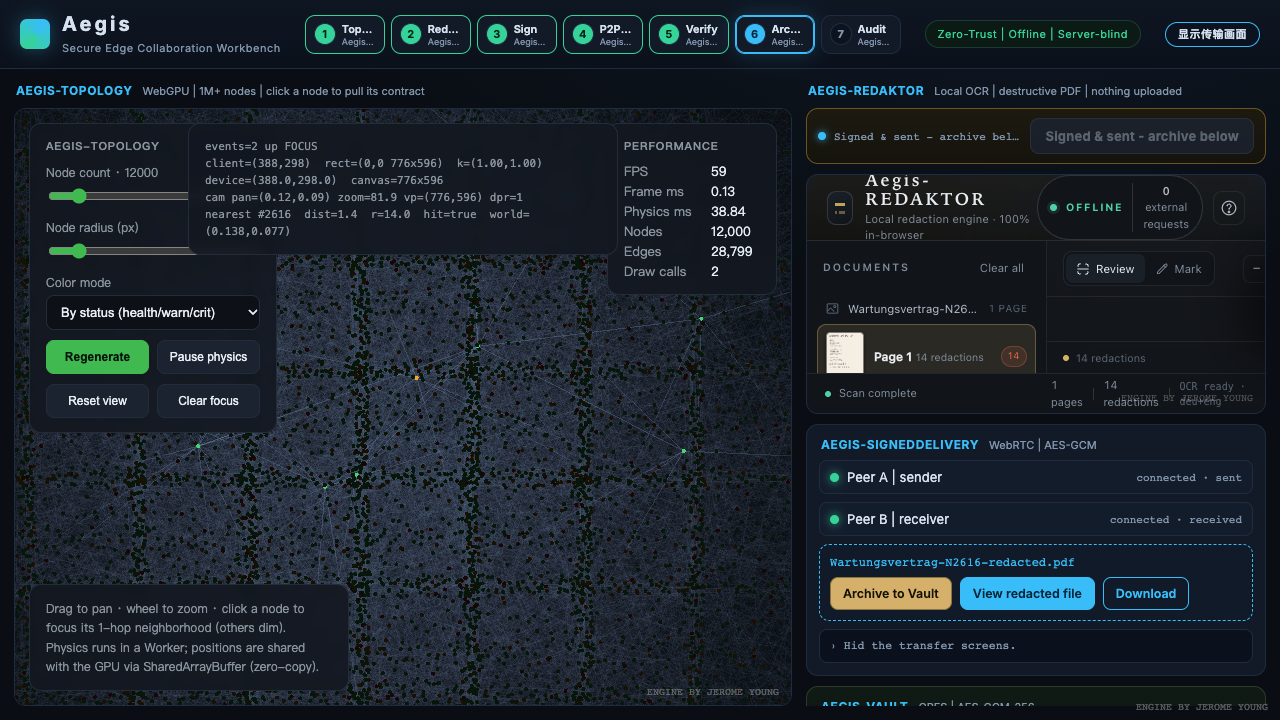 Aegis
Secure Edge Collaboration Workbench
1 Top... Aegis...
2 Red... Aegis...
3 Sign Aegis...
4 P2P... Aegis...
5 Verify Aegis...
6 Arc... Aegis...
7 Audit Aegis...
Zero-Trust | Offline | Server-blind
显示传输画面
AEGIS-TOPOLOGY WebGPU | 1M+ nodes | click a node to pull its contract
AEGIS-TOPOLOGY
Node count · 12000
Node radius (px)
Color mode
By status (health/warn/crit)
Regenerate
Pause physics
Reset view
Clear focus
events=2 up FOCUS
client=(388,298) rect=(0,0 776x596) k=(1.00,1.00)
device=(388.0,298.0) canvas=776x596
cam pan=(0.12,0.09) zoom=81.9 vp=(776,596) dpr=1
nearest #2616 dist=1.4 r=14.0 hit=true world=
(0.138,0.077)
PERFORMANCE
FPS 59
Frame ms 0.13
Physics ms 38.84
Nodes 12,000
Edges 28,799
Draw calls 2
Drag to pan · wheel to zoom · click a node to
focus its 1-hop neighborhood (others dim).
Physics runs in a Worker; positions are shared
with the GPU via SharedArrayBuffer (zero-copy).
ENGINE BY JEROME YOUNG
AEGIS-REDAKTOR Local OCR | destructive PDF | nothing uploaded
Signed & sent - archive bel...
Signed & sent - archive below
Aegis-
REDAKTOR
Local redaction engine · 100%
in-browser
OFFLINE
0
external
requests
DOCUMENTS
Clear all
Review
Mark
Wartungsvertrag-N26... 1 PAGE
Page 1 14 redactions 14
14 redactions
Scan complete
1
pages
14
redactions
OCR ready ·
deu+eng
ENGINE BY JEROME YOUNG
AEGIS-SIGNEDDELIVERY WebRTC | AES-GCM
Peer A | sender connected · sent
Peer B | receiver connected · received
Wartungsvertrag-N2616-redacted.pdf
Archive to Vault
View redacted file
Download
› Hid the transfer screens.
AEGIS-VAULT OPFS | AES-GCM-256
ENGINE BY JEROME YOUNG